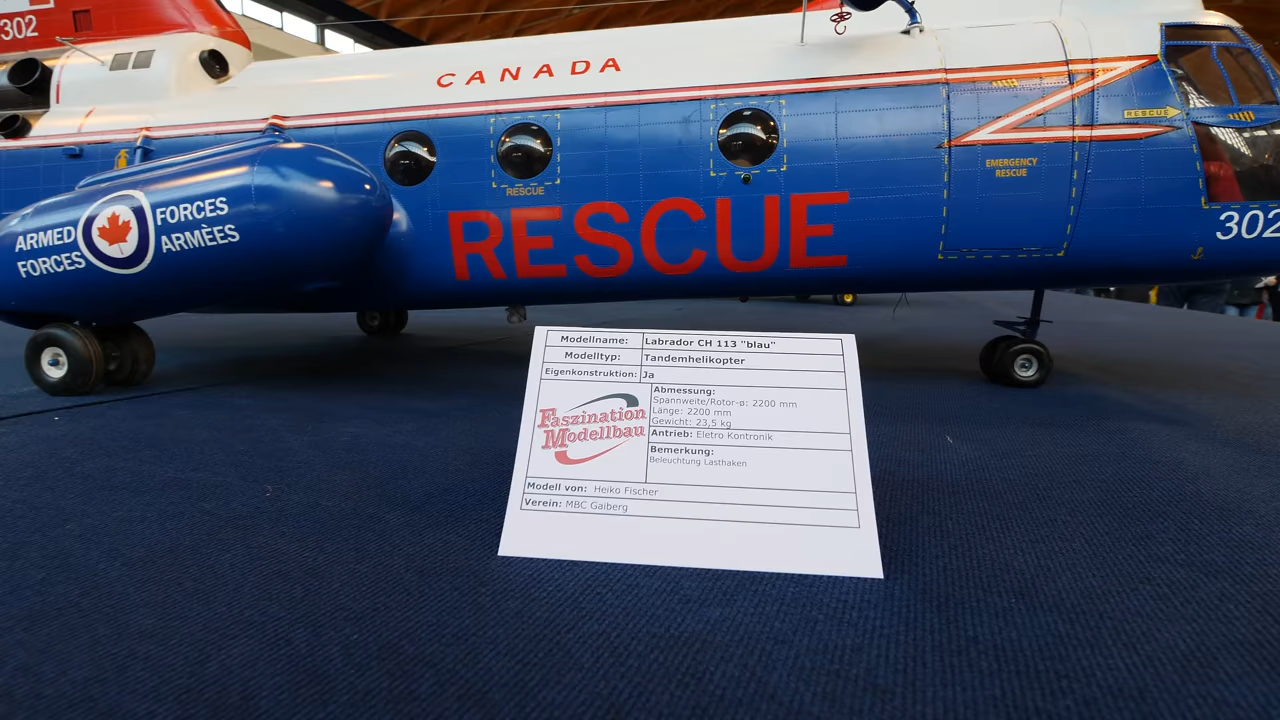 302
CANADA
RESCUE
EMERGENCY
RESCUE
RESCUE
RESCUE
302
ARMED
FORCES
FORCES
ARMÈES
Modellname: Labrador CH 113 "blau"
Modelltyp: Tandemhelikopter
Eigenkonstruktion: Ja
Faszination
Modellbau
Abmessung:
Spannweite/Rotor-ø: 2200 mm
Länge: 2200 mm
Gewicht: 23,5 kg
Antrieb: Eletro Kontronik
Bemerkung:
Beleuchtung Lasthaken
Modell von: Heiko Fischer
Verein: MBC Gaiberg